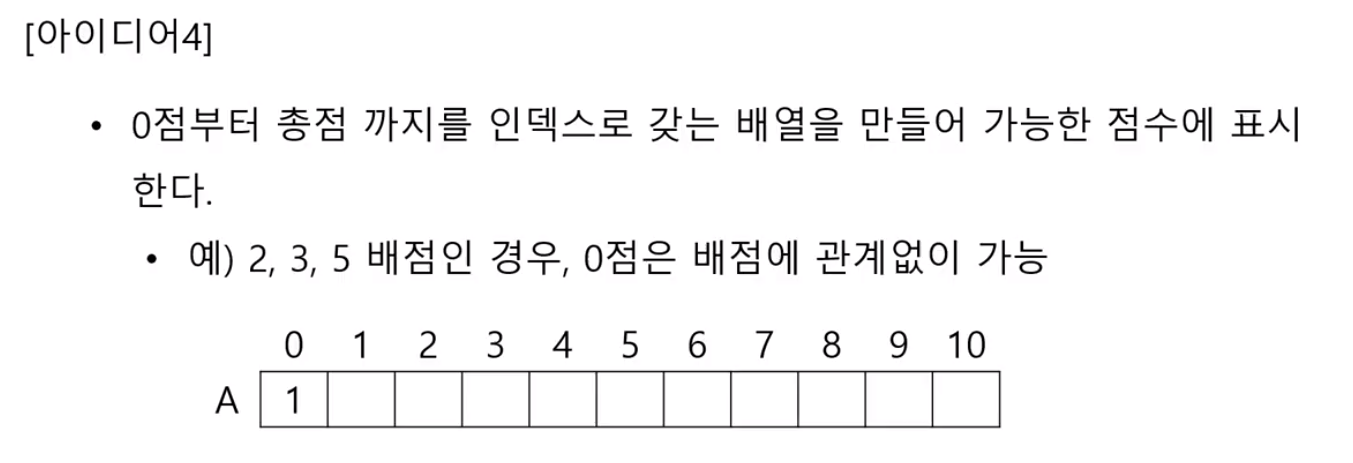 [아이디어4]
• 0점부터 총점 까지를 인덱스로 갖는 배열을 만들어 가능한 점수에 표시
한다.
• 예) 2, 3, 5 배점인 경우, 0점은 배점에 관계없이 가능
0 1 2 3 4 5 6 7 8 9 10
A 1